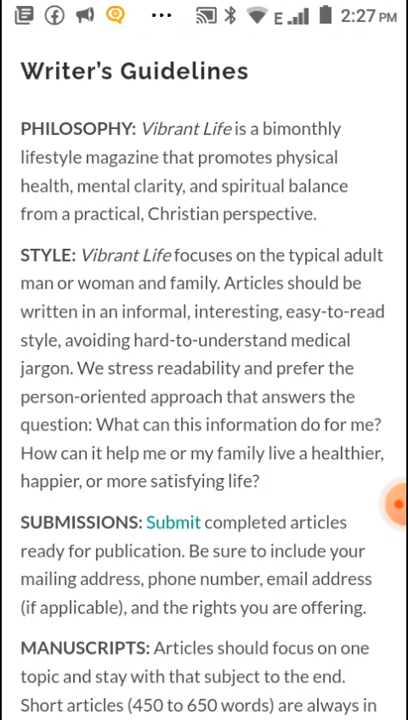 E 2:27 PM
Writer's Guidelines
PHILOSOPHY: Vibrant Life is a bimonthly
lifestyle magazine that promotes physical
health, mental clarity, and spiritual balance
from a practical, Christian perspective.
STYLE: Vibrant Life focuses on the typical adult
man or woman and family. Articles should be
written in an informal, interesting, easy-to-read
style, avoiding hard-to-understand medical
jargon. We stress readability and prefer the
person-oriented approach that answers the
question: What can this information do for me?
How can it help me or my family live a healthier,
happier, or more satisfying life?
SUBMISSIONS: Submit completed articles
ready for publication. Be sure to include your
mailing address, phone number, email address
(if applicable), and the rights you are offering.
MANUSCRIPTS: Articles should focus on one
topic and stay with that subject to the end.
Short articles (450 to 650 words) are always in